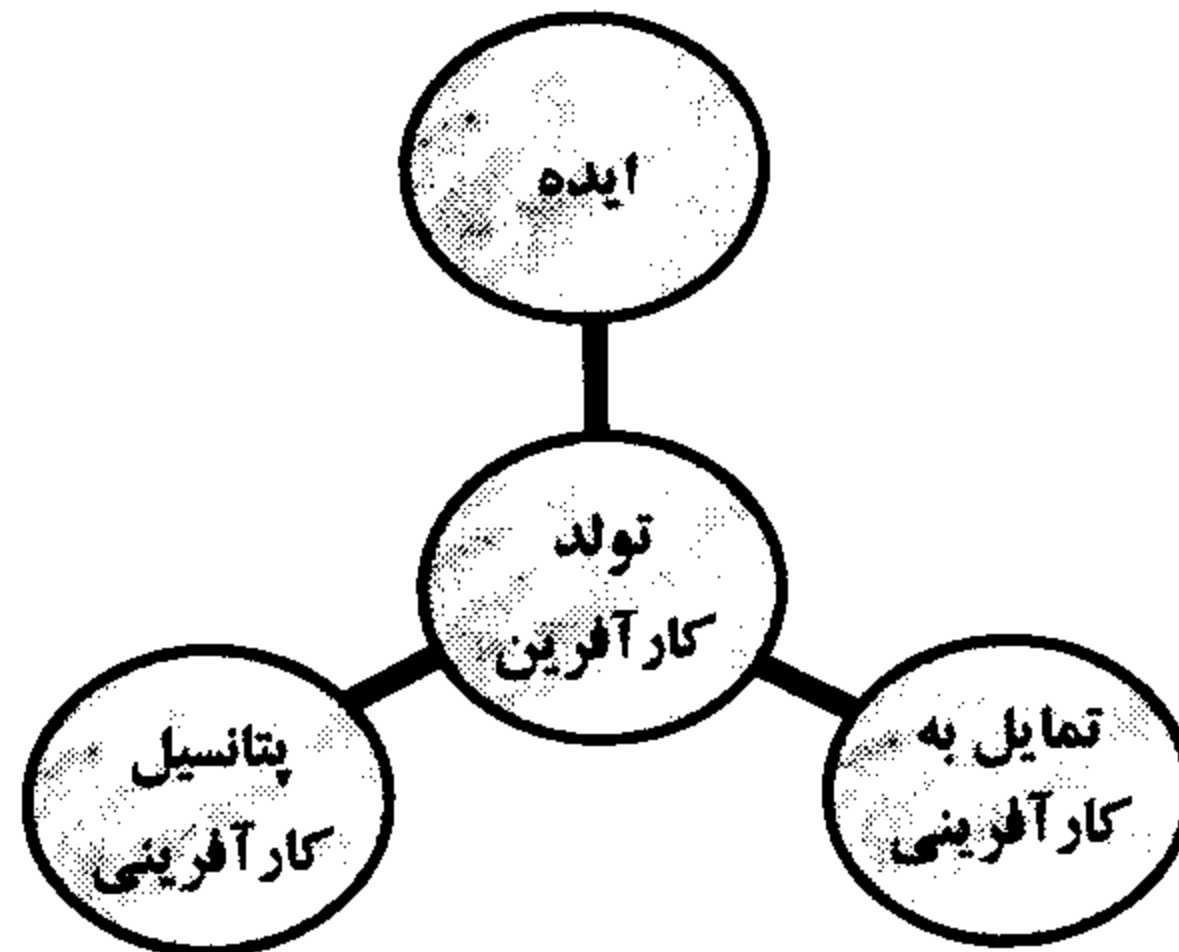 ایده
تولد
کارآفرین
تمایل به
کارآفرینی
پتانسیل
کارآفرینی